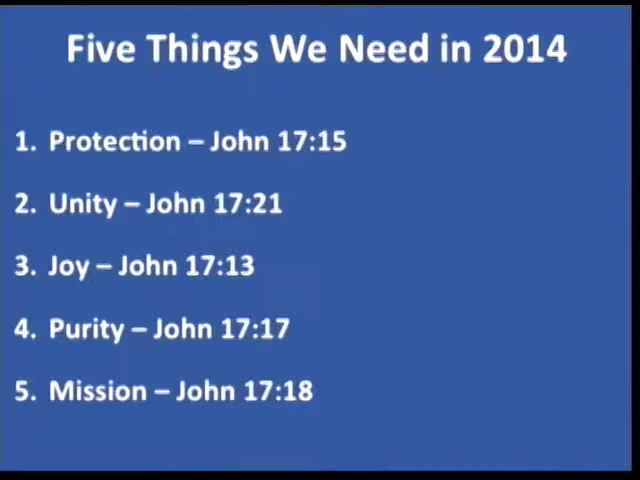 Five Things We Need in 2014
1. Protection – John 17:15
2. Unity – John 17:21
3. Joy – John 17:13
4. Purity – John 17:17
5. Mission – John 17:18